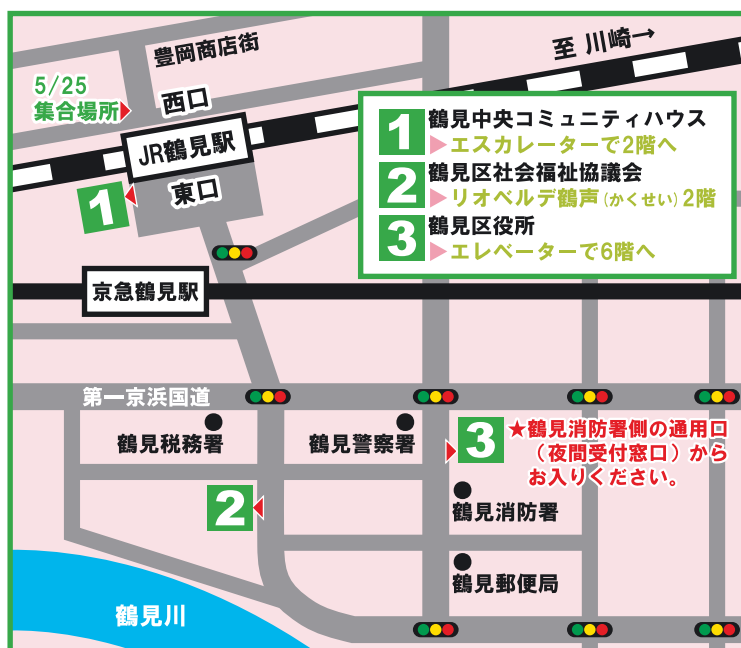 豊岡商店街
至 川崎→
5/25
集合場所
西口
JR鶴見駅
東口
1
1 鶴見中央コミュニティハウス
▶エスカレーターで2階へ
2 鶴見区社会福祉協議会
▶リオベルデ鶴声(かくせい)2階
3 鶴見区役所
▶エレベーターで6階へ
京急鶴見駅
第一京浜国道
鶴見税務署
鶴見警察署
3
★鶴見消防署側の通用口
(夜間受付窓口)から
お入りください。
2
鶴見消防署
鶴見郵便局
鶴見川